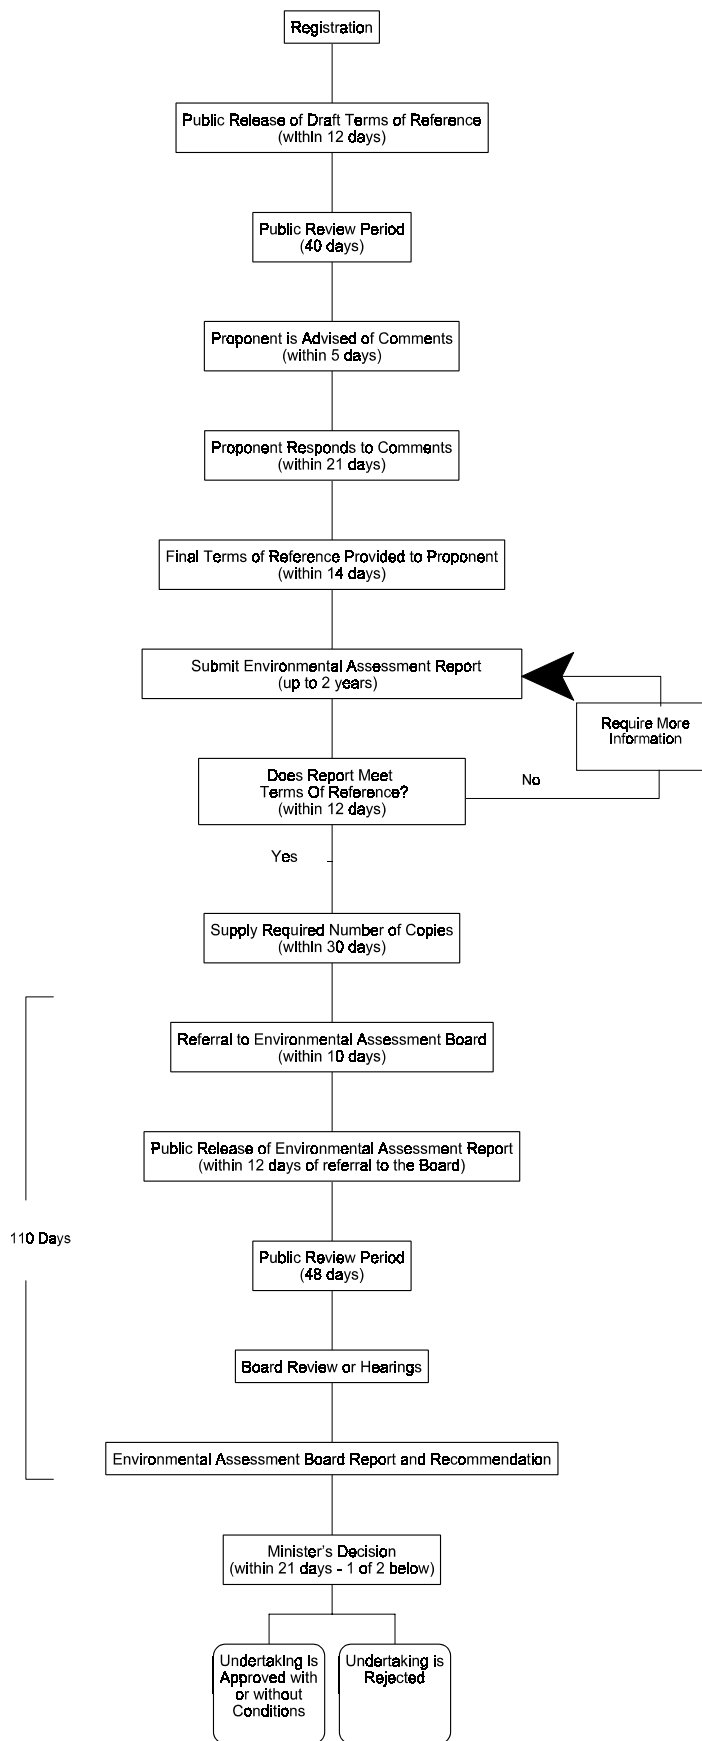 Registration
Public Release of Draft Terms of Reference
(within 12 days)
Public Review Period
(40 days)
Proponent is Advised of Comments
(within 5 days)
Proponent Responds to Comments
(within 21 days)
Final Terms of Reference Provided to Proponent
(within 14 days)
Submit Environmental Assessment Report
(up to 2 years)
Require More
Information
Does Report Meet
Terms Of Reference?
(within 12 days)
No
Yes
Supply Required Number of Copies
(within 30 days)
Referral to Environmental Assessment Board
(within 10 days)
Public Release of Environmental Assessment Report
(within 12 days of referral to the Board)
110 Days
Public Review Period
(48 days)
Board Review or Hearings
Environmental Assessment Board Report and Recommendation
Minister's Decision
(within 21 days - 1 of 2 below)
Undertaking is
Approved with
or without
Conditions
Undertaking is
Rejected